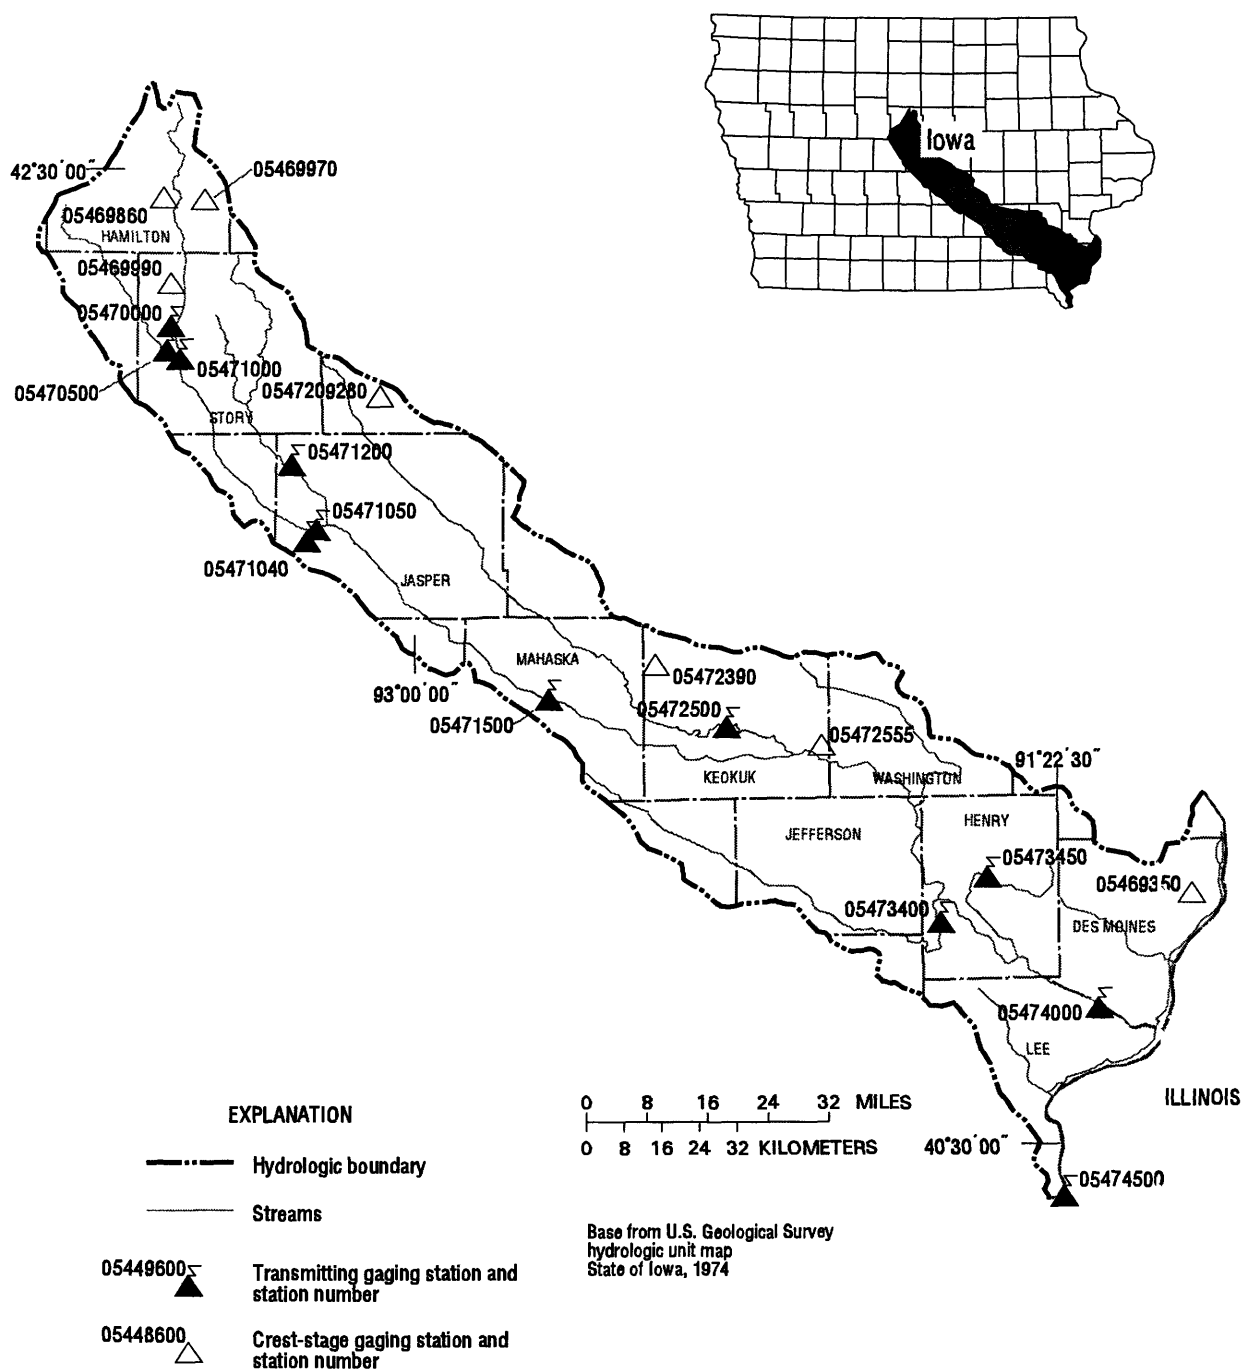 Iowa
42°30'00"
05469970
05469860
HAMILTON
05469990
05470000
05471000
05470500
0547209280
STORY
05471200
05471050
05471040
JASPER
MAHASKA
93°00'00"
05472390
05472500
05471500
05472555
91°22'30"
KEOKUK
WASHINGTON
HENRY
JEFFERSON
05473450
05469350
05473400
DES MOINES
05474000
LEE
ILLINOIS
0 8 16 24 32 MILES
0 8 16 24 32 KILOMETERS
40°30'00"
05474500
EXPLANATION
Hydrologic boundary
Streams
05449600
Transmitting gaging station and
station number
05448600
Crest-stage gaging station and
station number
Base from U.S. Geological Survey
hydrologic unit map
State of Iowa, 1974